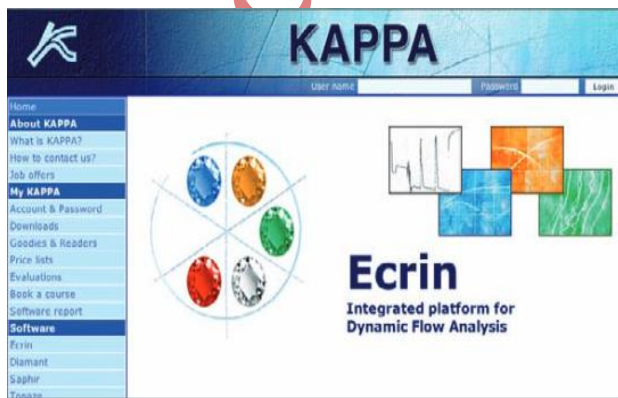 KAPPA
User name
Password
Login
Home
About KAPPA
What is KAPPA?
How to contact us?
Job offers
My KAPPA
Account & Password
Downloads
Goodies & Readers
Price lists
Evaluations
Book a course
Software report
Software
Ecrin
Diamant
Saphir
Topaze
Ecrin
Integrated platform for
Dynamic Flow Analysis